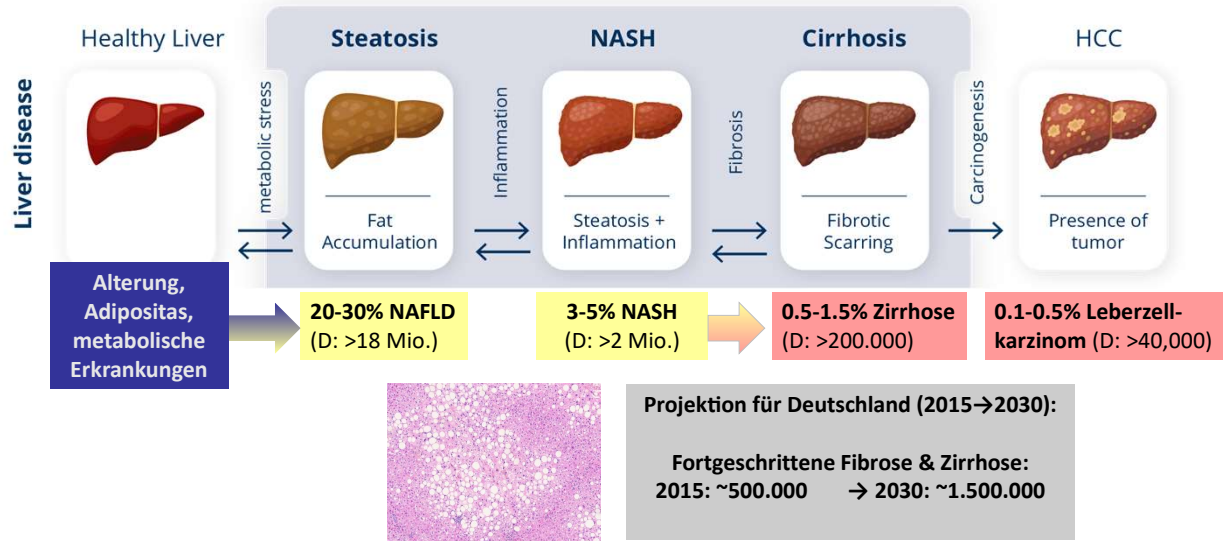 Healthy Liver
Steatosis
NASH
Cirrhosis
HCC
Liver disease
metabolic stress
Inflammation
Fibrosis
Carcinogenesis
Fat
Accumulation
Steatosis +
Inflammation
Fibrotic
Scarring
Presence of
tumor
Alterung,
Adipositas,
metabolische
Erkrankungen
20-30% NAFLD
(D: >18 Mio.)
3-5% NASH
(D: >2 Mio.)
0.5-1.5% Zirrhose
(D: >200.000)
0.1-0.5% Leberzell-
karzinom (D: >40,000)
Projektion für Deutschland (2015→2030):
Fortgeschrittene Fibrose & Zirrhose:
2015: ~500.000 → 2030: ~1.500.000